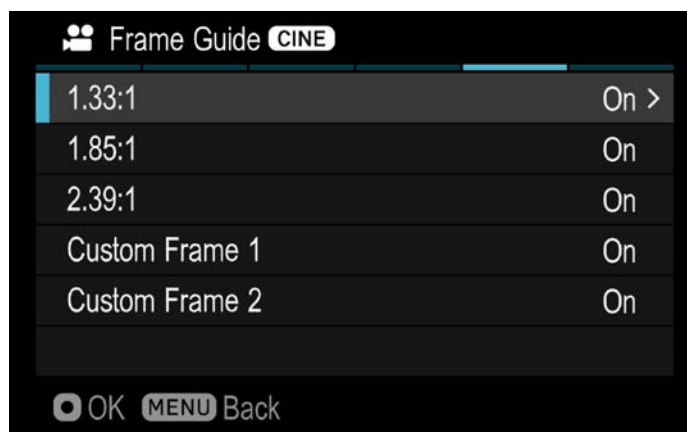 Frame Guide CINE
1.33:1 On >
1.85:1 On
2.39:1 On
Custom Frame 1 On
Custom Frame 2 On
OK MENU Back